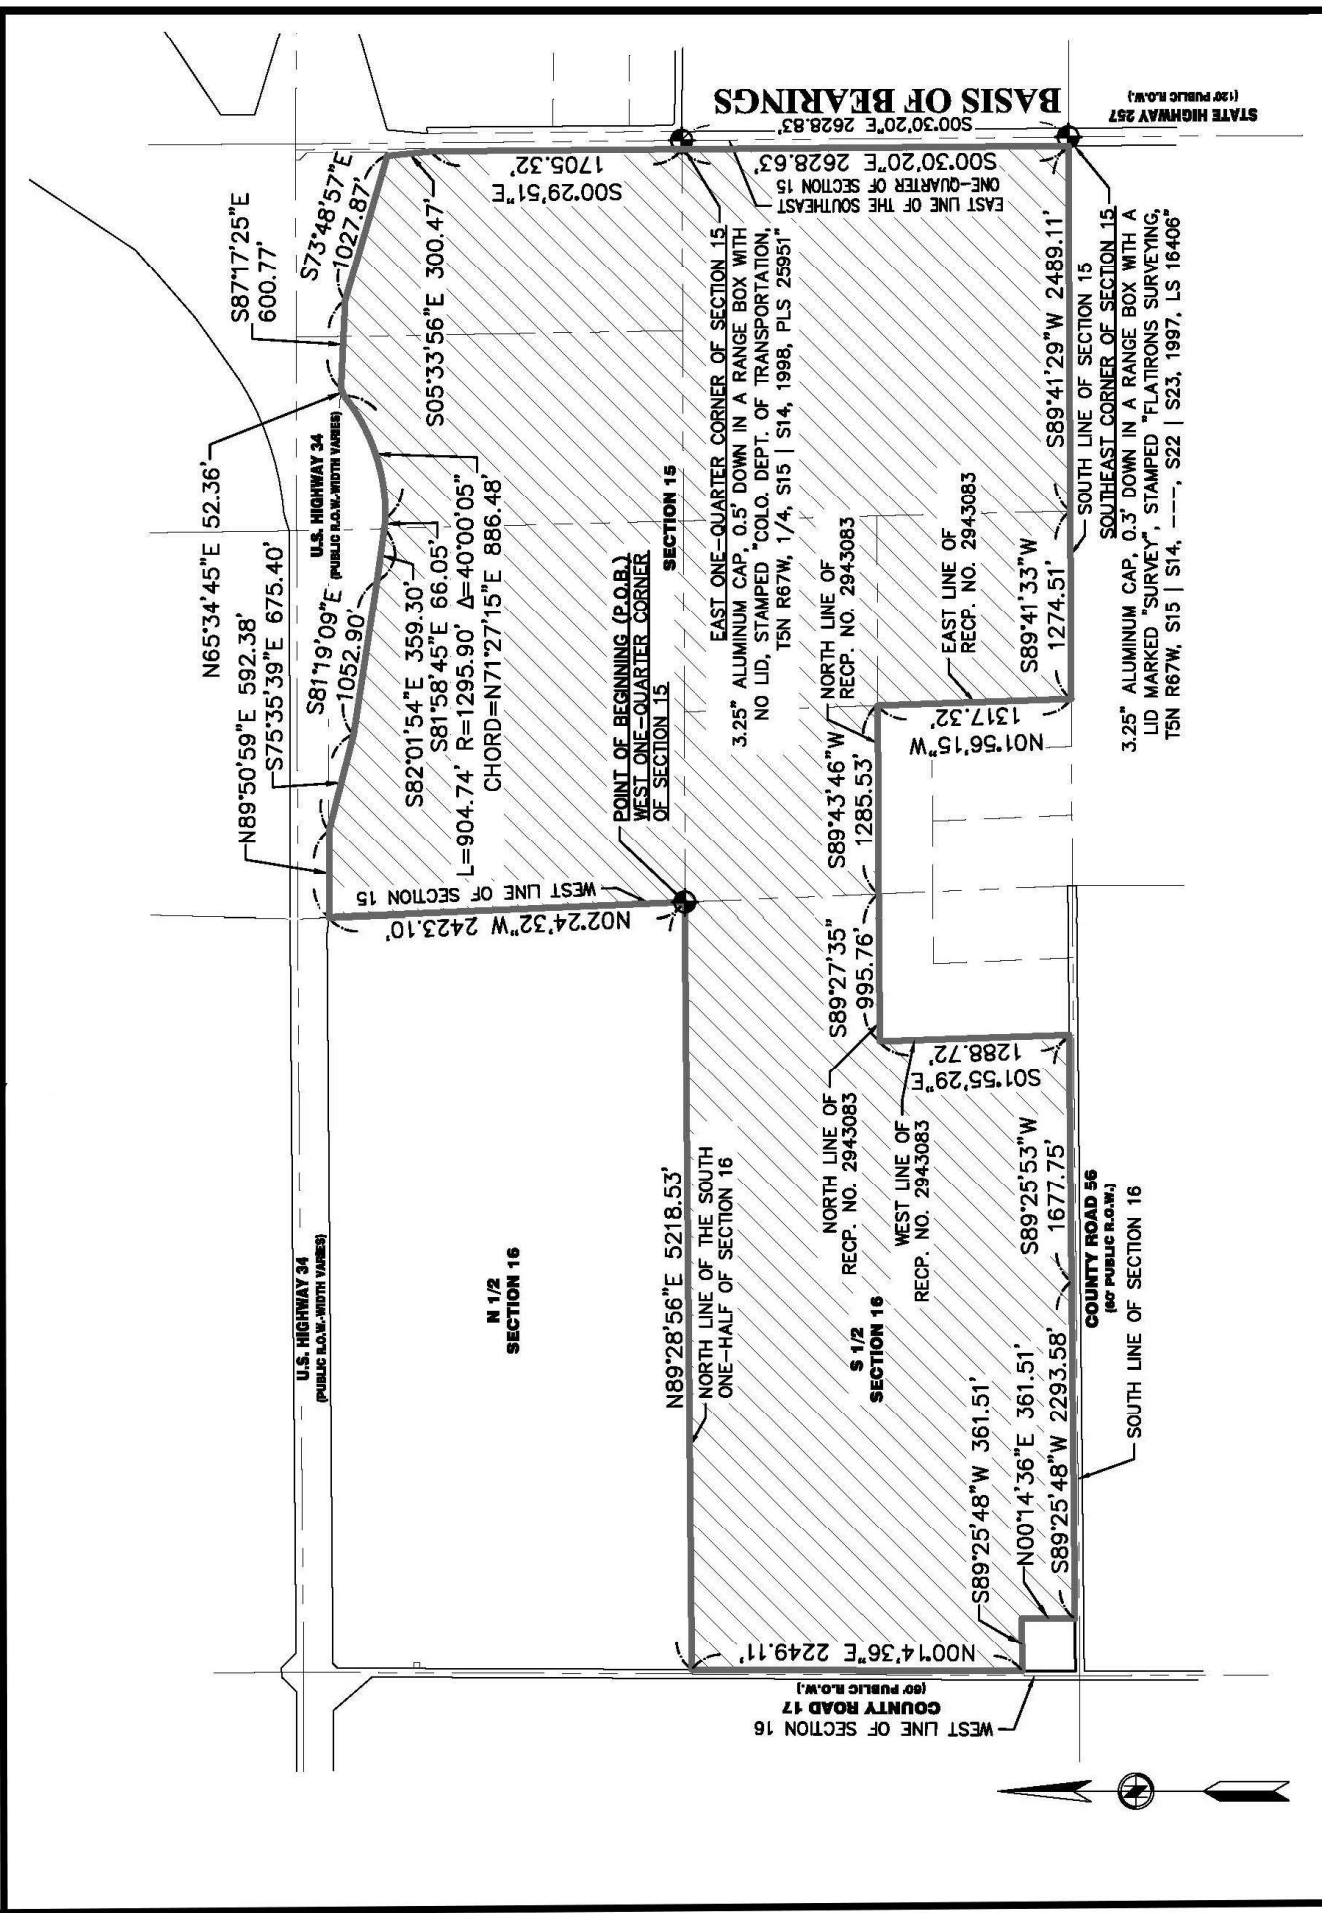 U.S. HIGHWAY 34
(PUBLIC R.O.W.-WIDTH VARIES)
N89°50'59"E 592.38'
S75°35'39"E 675.40'
N65°34'45"E 52.36'
S81°19'09"E
1052.90'
U.S. HIGHWAY 34
(PUBLIC R.O.W.-WIDTH VARIES)
S87°17'25"E
600.77'
S73°48'57"E
1027.87'
S82°01'54"E 359.30'
S81°58'45"E 66.05'
L=904.74' R=1295.90' Δ=40°00'05"
CHORD=N71°27'15"E 886.48'
S05°33'56"E 300.47'
S00°29'51"E
1705.32'
N 1/2
SECTION 16
WEST LINE OF SECTION 15
N02°24'32"W 2423.10'
POINT OF BEGINNING (P.O.B.)
WEST ONE-QUARTER CORNER
OF SECTION 15
SECTION 15
N89°28'56"E 5218.53'
NORTH LINE OF THE SOUTH
ONE-HALF OF SECTION 16
EAST ONE-QUARTER CORNER OF SECTION 15
3.25" ALUMINUM CAP, 0.5' DOWN IN A RANGE BOX WITH
NO LID, STAMPED "COLO. DEPT. OF TRANSPORTATION,
T5N R67W, 1/4, S15 | S14, 1998, PLS 25951"
BASIS OF BEARINGS
S00°30'20"E 2628.83'
S00°30'20"E 2628.63'
EAST LINE OF THE SOUTHEAST
ONE-QUARTER OF SECTION 15
STATE HIGHWAY 257
(120' PUBLIC R.O.W.)
COUNTY ROAD 17
(60' PUBLIC R.O.W.)
WEST LINE OF SECTION 16
N00°14'36"E 2249.11'
S 1/2
SECTION 16
NORTH LINE OF
RECP. NO. 2943083
S89°27'35"
995.76'
S89°43'46"W
1285.53'
NORTH LINE OF
RECP. NO. 2943083
WEST LINE OF
RECP. NO. 2943083
S01°55'29"E
1288.72'
N01°56'15"W
1317.32'
EAST LINE OF
RECP. NO. 2943083
S89°25'48"W 361.51'
N00°14'36"E 361.51'
S89°25'48"W 2293.58'
S89°25'53"W
1677.75'
S89°41'33"W
1274.51'
S89°41'29"W 2489.11'
COUNTY ROAD 56
(60' PUBLIC R.O.W.)
SOUTH LINE OF SECTION 16
SOUTH LINE OF SECTION 15
SOUTHEAST CORNER OF SECTION 15
3.25" ALUMINUM CAP, 0.3' DOWN IN A RANGE BOX WITH A
LID MARKED "SURVEY", STAMPED "FLATIRONS SURVEYING,
T5N R67W, S15 | S14, ---, S22 | S23, 1997, LS 16406"